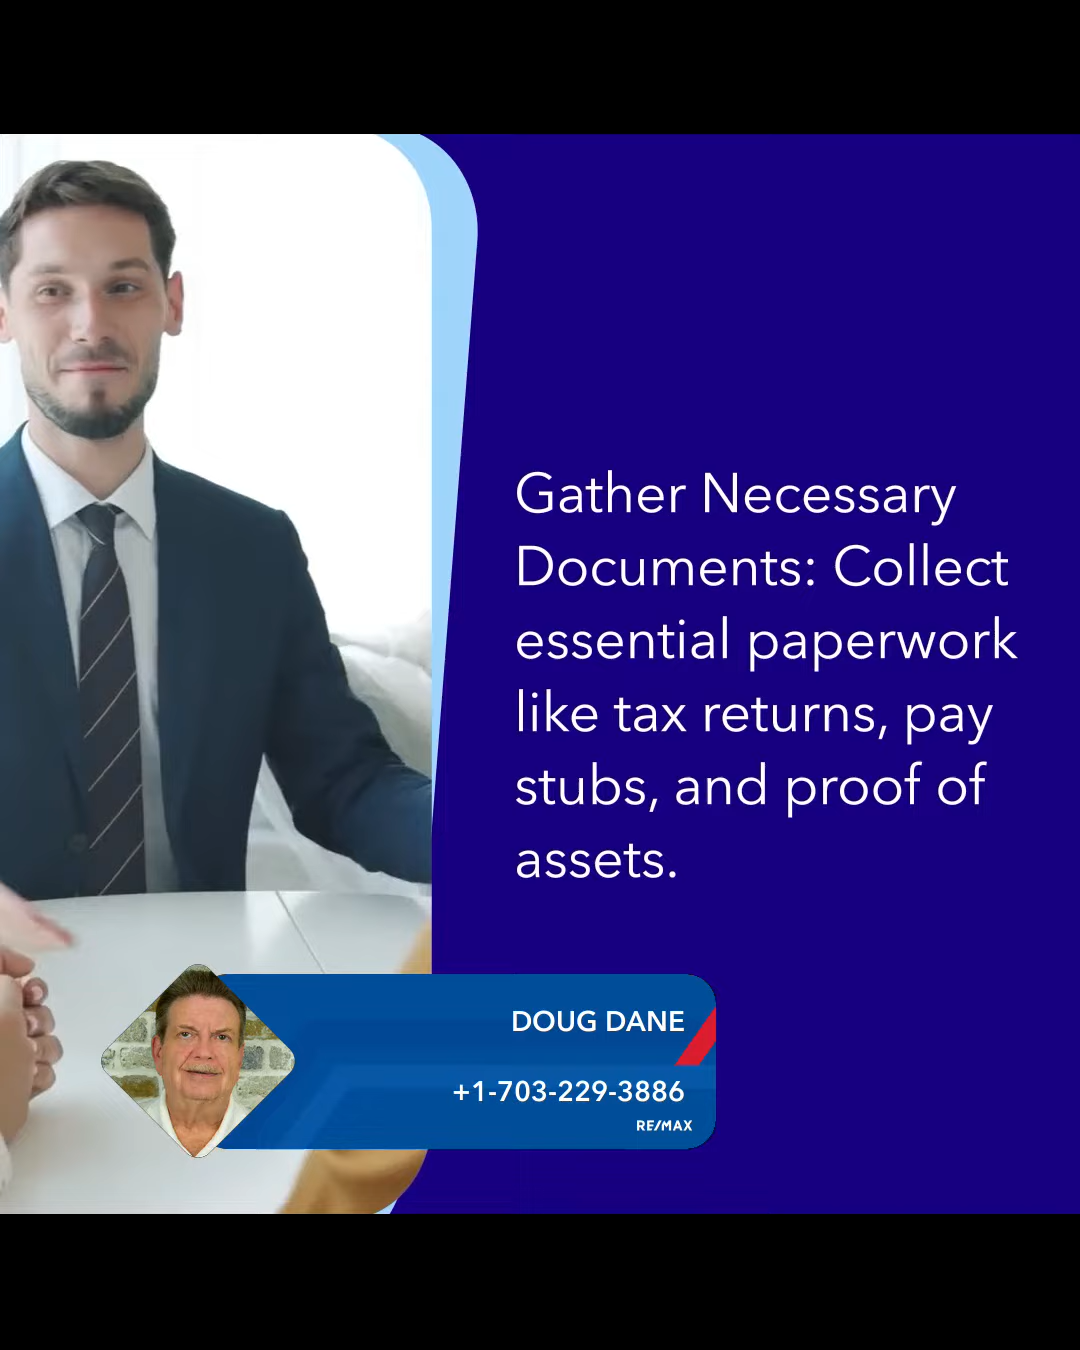 Gather Necessary
Documents: Collect
essential paperwork
like tax returns, pay
stubs, and proof of
assets.
DOUG DANE
+1-703-229-3886
RE/MAX